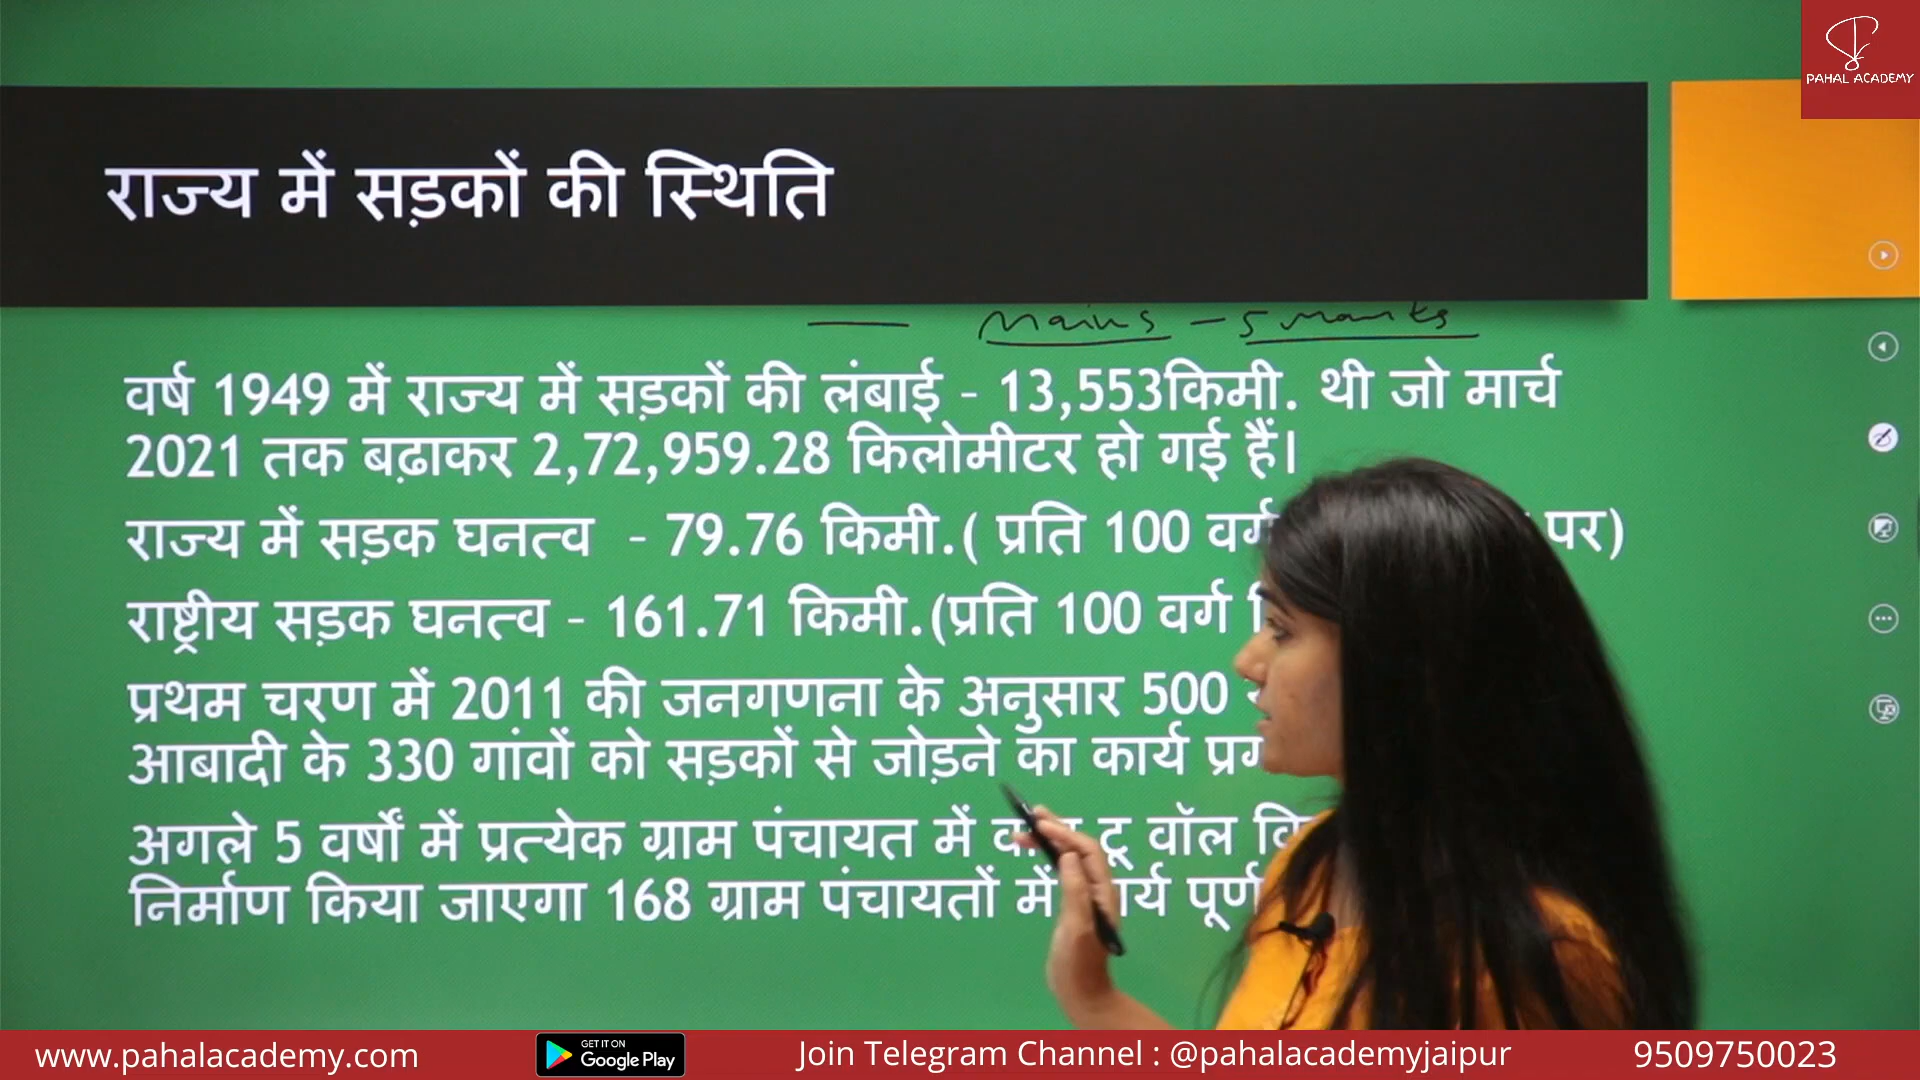 PAHAL ACADEMY
राज्य में सड़कों की स्थिति
Mains - 5 marks
वर्ष 1949 में राज्य में सड़कों की लंबाई - 13,553किमी. थी जो मार्च
2021 तक बढ़ाकर 2,72,959.28 किलोमीटर हो गई हैं।
राज्य में सड़क घनत्व - 79.76 किमी.( प्रति 100 वर्ग पर)
राष्ट्रीय सड़क घनत्व - 161.71 किमी.(प्रति 100 वर्ग
प्रथम चरण में 2011 की जनगणना के अनुसार 500
आबादी के 330 गांवों को सड़कों से जोड़ने का कार्य
अगले 5 वर्षों में प्रत्येक ग्राम पंचायत में टू वॉल
निर्माण किया जाएगा 168 ग्राम पंचायतों में पूर्ण
www.pahalacademy.com
GET IT ON
Google Play
Join Telegram Channel : @pahalacademyjaipur
9509750023